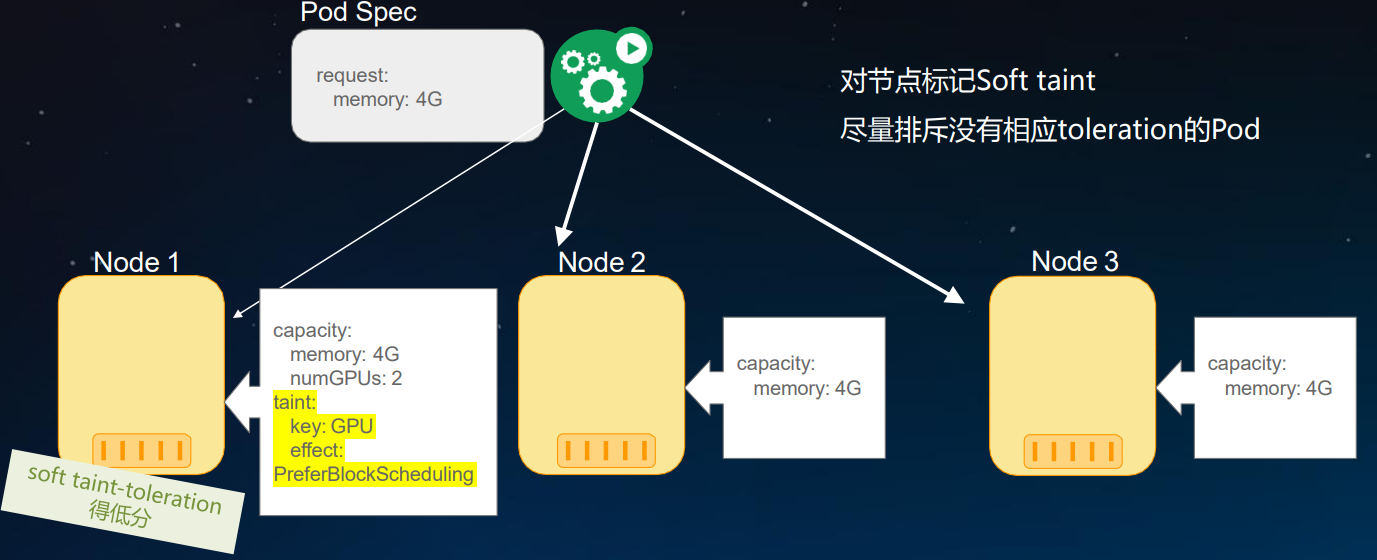 Pod Spec
request:
memory: 4G
对节点标记Soft taint
尽量排斥没有相应toleration的Pod
Node 1
capacity:
memory: 4G
numGPUs: 2
taint:
key: GPU
effect:
PreferBlockScheduling
soft taint-toleration
得低分
Node 2
capacity:
memory: 4G
Node 3
capacity:
memory: 4G